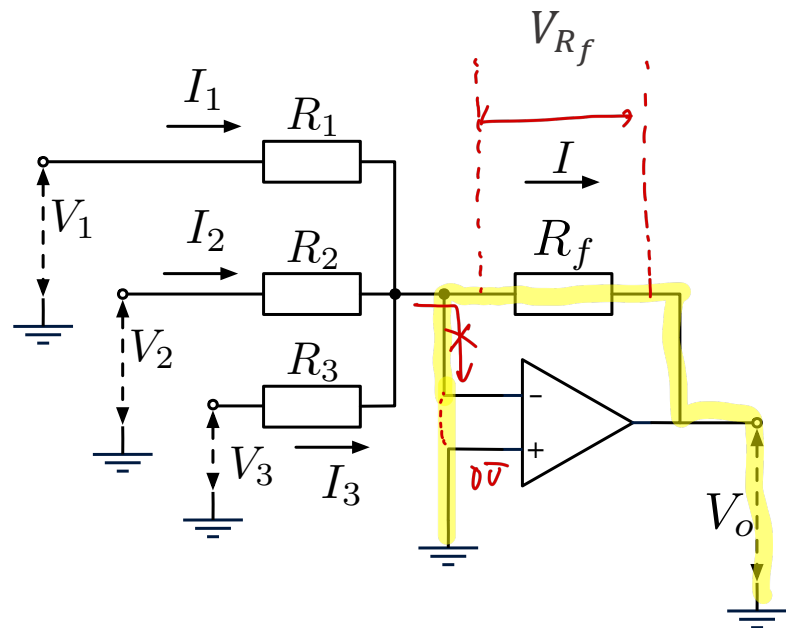 V_{R_f}
I_1
R_1
I
V_1
I_2
R_2
R_f
V_2
R_3
−
V_3
I_3
+
0V
V_o